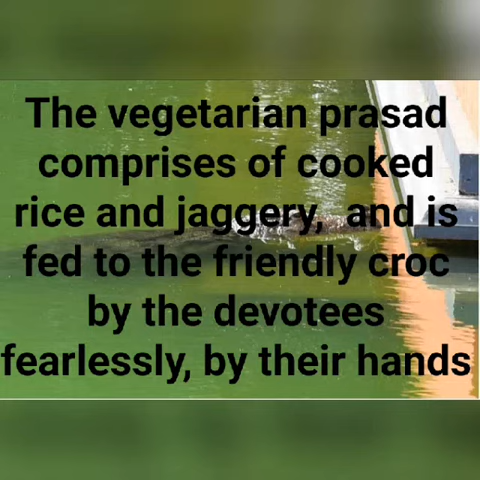 The vegetarian prasad
comprises of cooked
rice and jaggery,  and is
fed to the friendly croc
by the devotees
fearlessly, by their hands